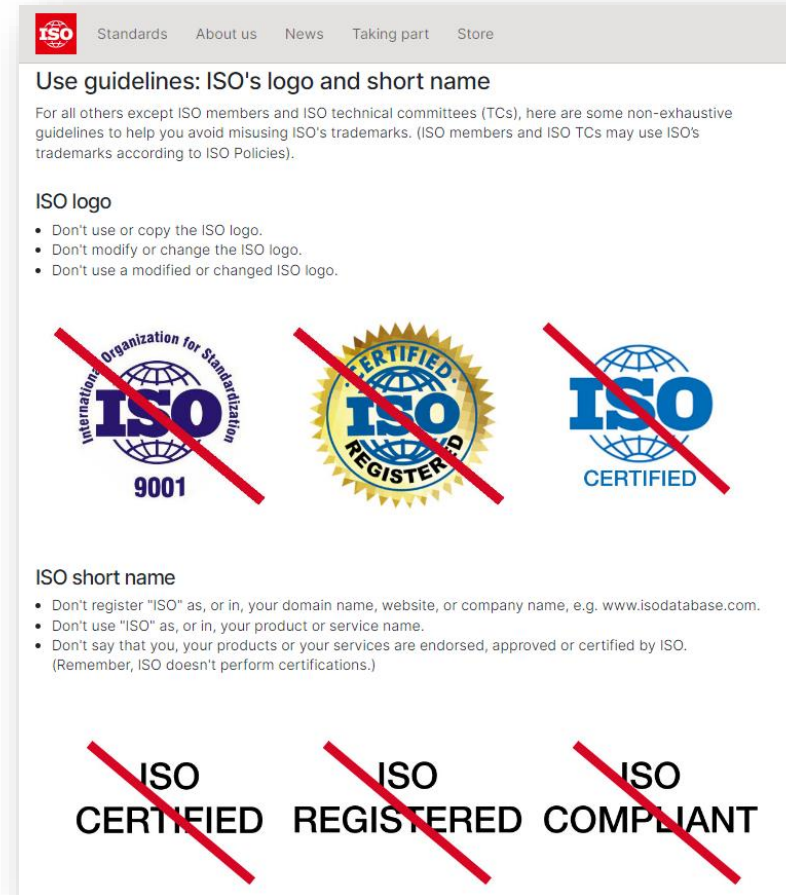 ISO Standards About us News Taking part Store
Use guidelines: ISO's logo and short name
For all others except ISO members and ISO technical committees (TCs), here are some non-exhaustive
guidelines to help you avoid misusing ISO's trademarks. (ISO members and ISO TCs may use ISO’s
trademarks according to ISO Policies).
ISO logo
• Don't use or copy the ISO logo.
• Don't modify or change the ISO logo.
• Don't use a modified or changed ISO logo.
International Organization for Standardization
ISO
9001
CERTIFIED
ISO
REGISTERED
ISO
CERTIFIED
ISO short name
• Don't register "ISO" as, or in, your domain name, website, or company name, e.g. www.isodatabase.com.
• Don't use "ISO" as, or in, your product or service name.
• Don't say that you, your products or your services are endorsed, approved or certified by ISO.
(Remember, ISO doesn't perform certifications.)
ISO
CERTIFIED
ISO
REGISTERED
ISO
COMPLIANT